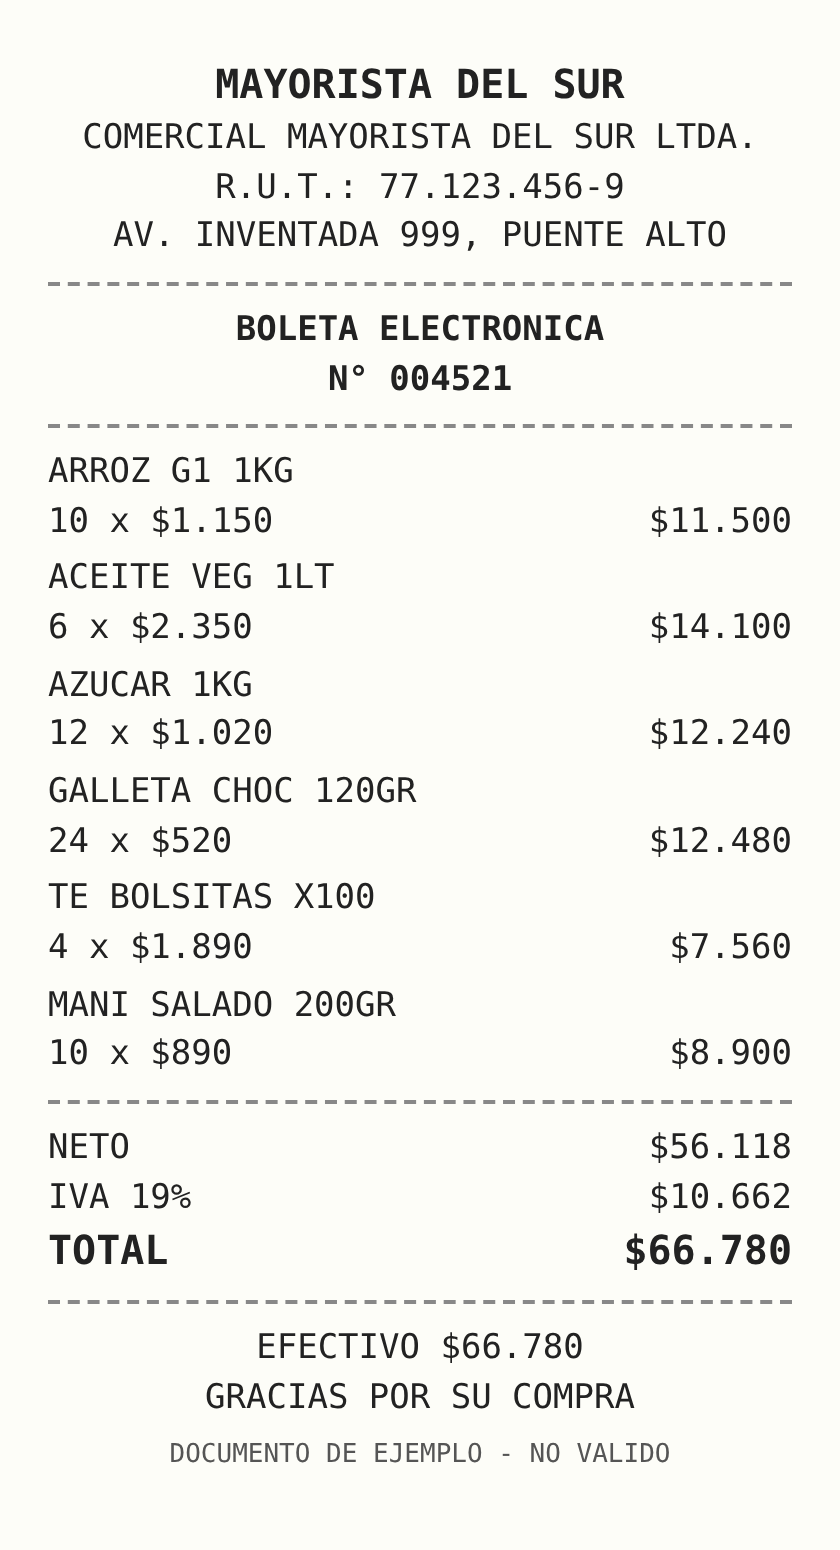 MAYORISTA DEL SUR
COMERCIAL MAYORISTA DEL SUR LTDA.
R.U.T.: 77.123.456-9
AV. INVENTADA 999, PUENTE ALTO
BOLETA ELECTRONICA
N° 004521
ARROZ G1 1KG
10 x $1.150 $11.500
ACEITE VEG 1LT
6 x $2.350 $14.100
AZUCAR 1KG
12 x $1.020 $12.240
GALLETA CHOC 120GR
24 x $520 $12.480
TE BOLSITAS X100
4 x $1.890 $7.560
MANI SALADO 200GR
10 x $890 $8.900
NETO $56.118
IVA 19% $10.662
TOTAL $66.780
EFECTIVO $66.780
GRACIAS POR SU COMPRA
DOCUMENTO DE EJEMPLO - NO VALIDO